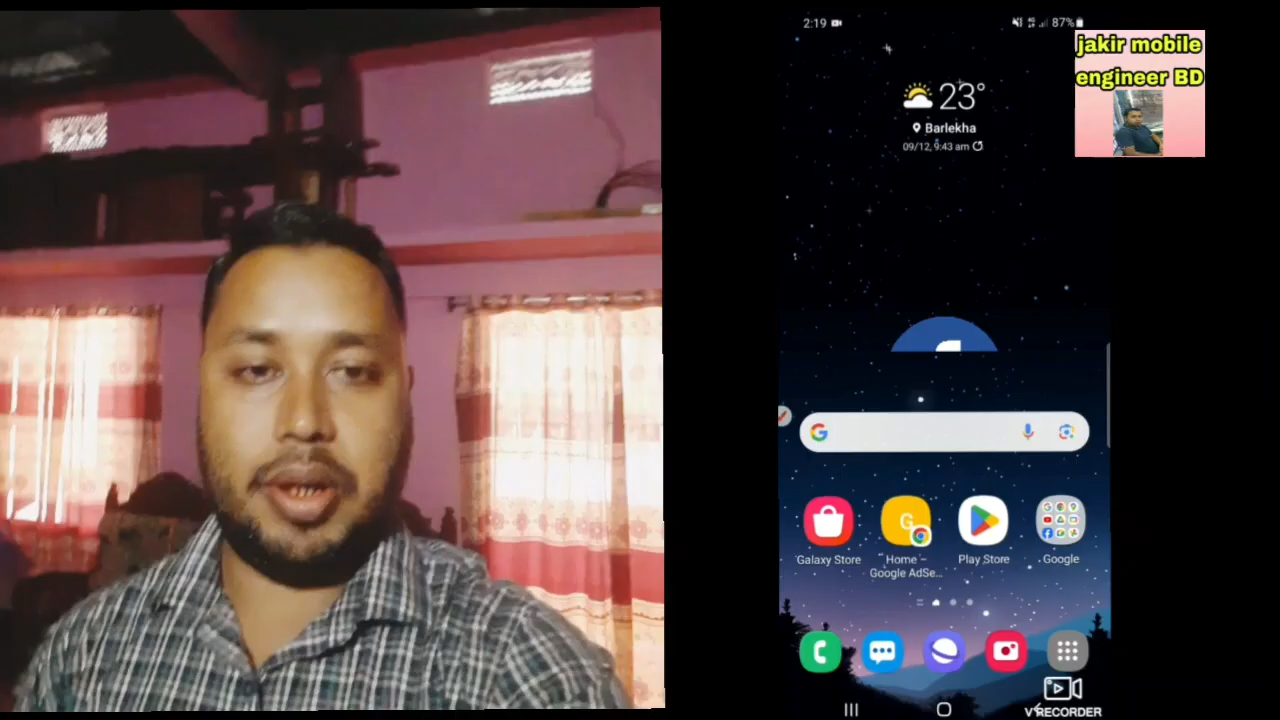 2:19
87%
jakir mobile
engineer BD
23°
Barlekha
09/12, 9:43 am
Galaxy Store
Home –
Google AdSe...
Play Store
Google
V RECORDER